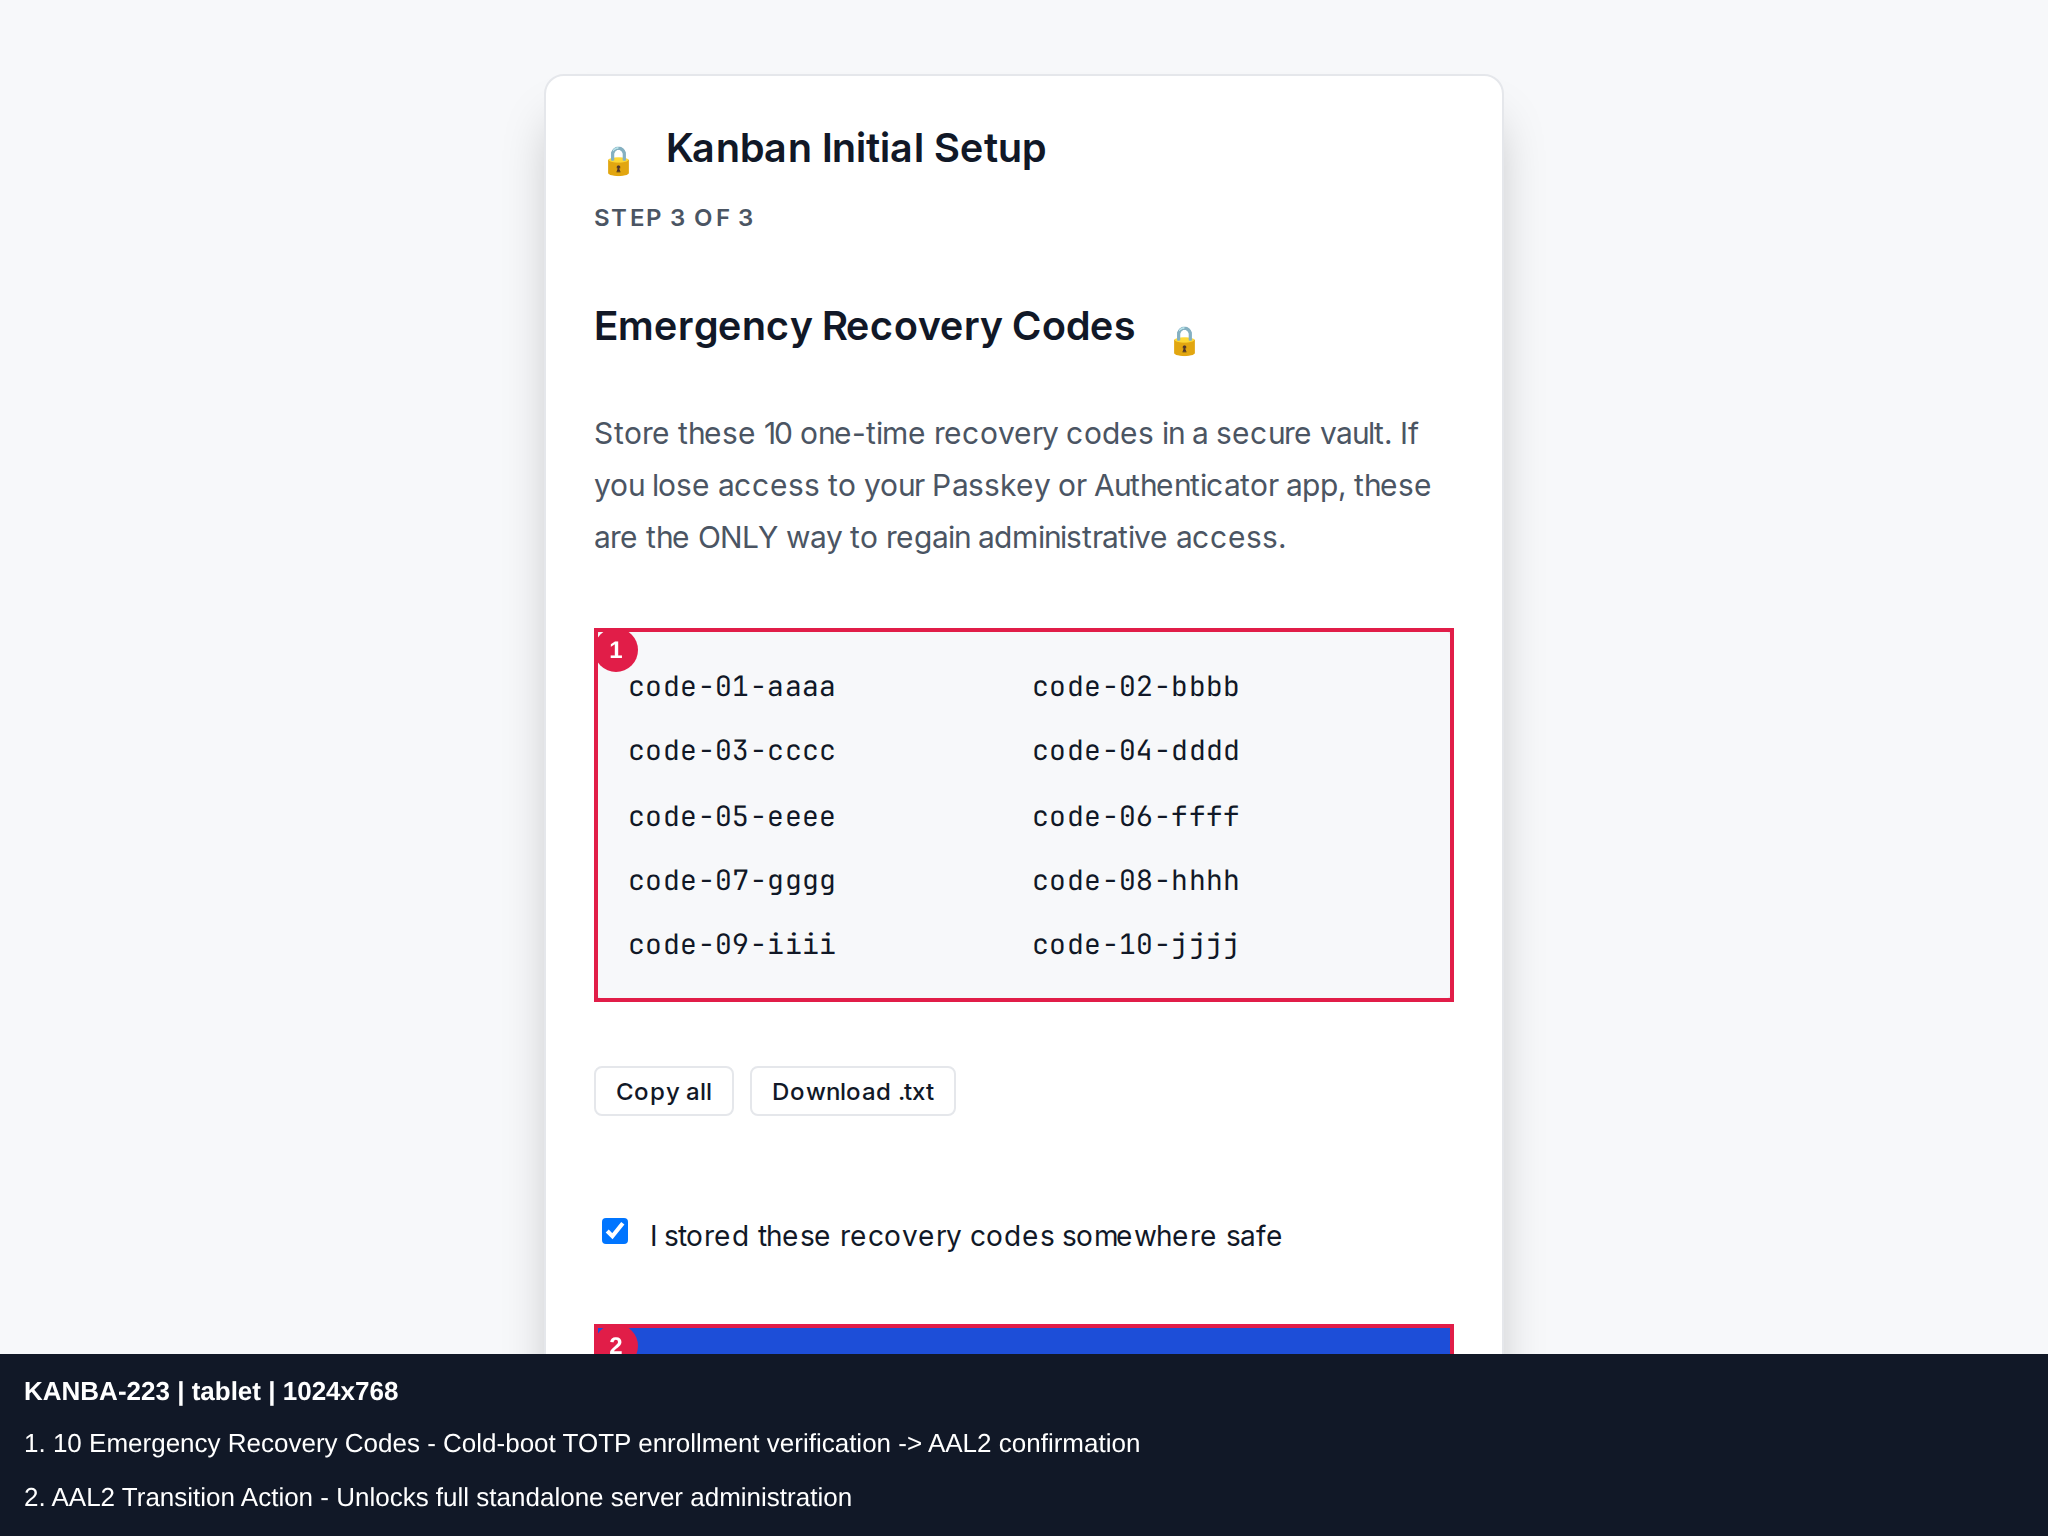 🔒 Kanban Initial Setup
STEP 3 OF 3
Emergency Recovery Codes 🔒
Store these 10 one-time recovery codes in a secure vault. If
you lose access to your Passkey or Authenticator app, these
are the ONLY way to regain administrative access.
1
code-01-aaaa code-02-bbbb
code-03-cccc code-04-dddd
code-05-eeee code-06-ffff
code-07-gggg code-08-hhhh
code-09-iiii code-10-jjjj
Copy all Download .txt
I stored these recovery codes somewhere safe
2
KANBA-223 | tablet | 1024x768
1. 10 Emergency Recovery Codes - Cold-boot TOTP enrollment verification -> AAL2 confirmation
2. AAL2 Transition Action - Unlocks full standalone server administration